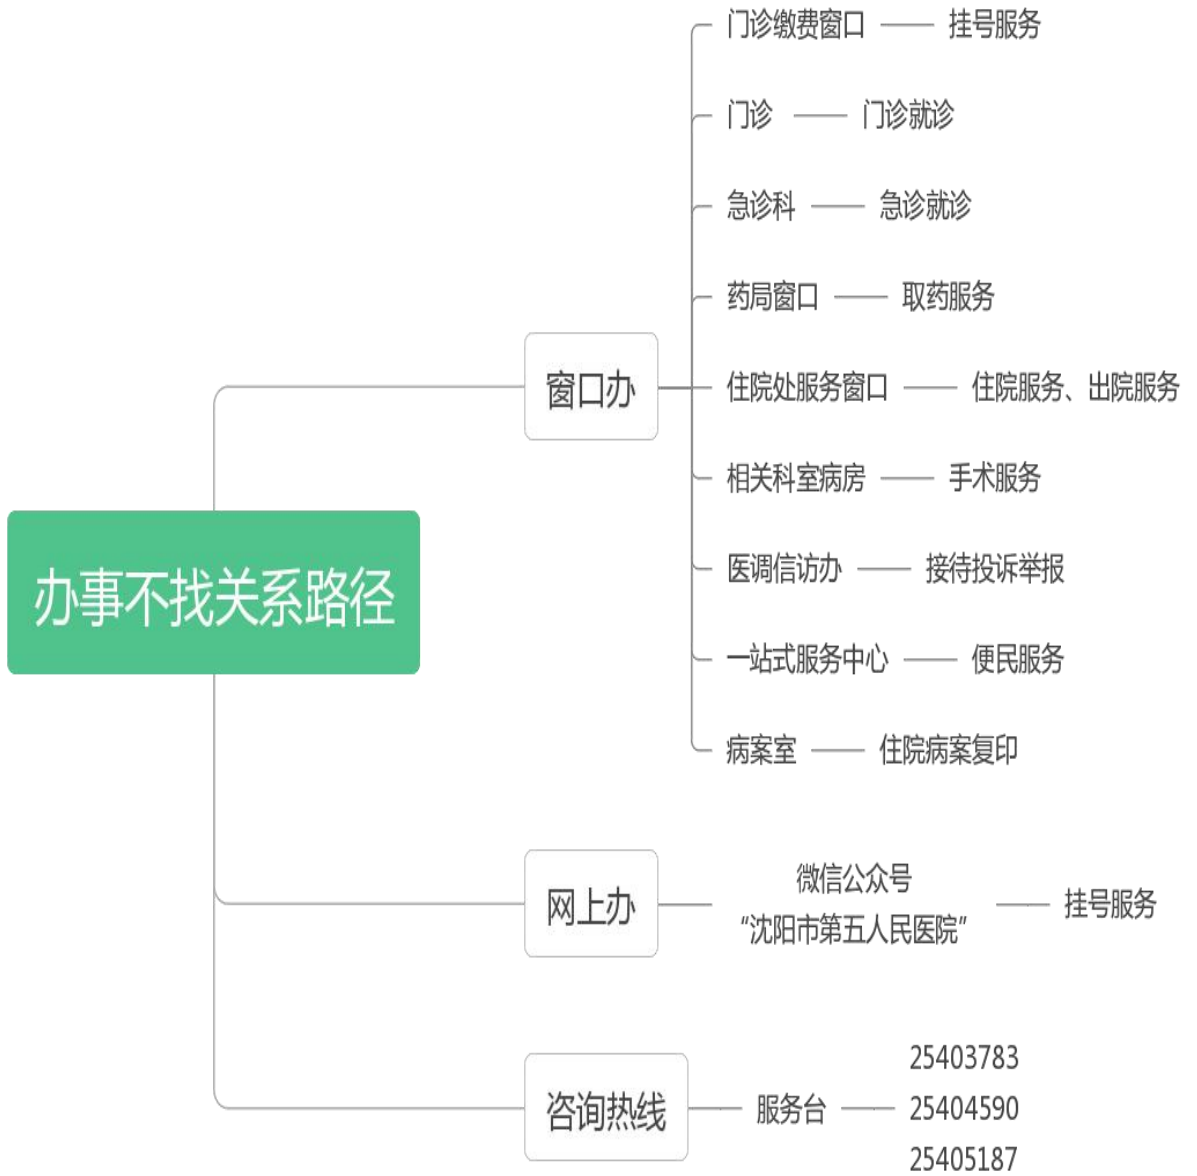 办事不找关系路径
窗口办
门诊缴费窗口
挂号服务
门诊
门诊就诊
急诊科
急诊就诊
药局窗口
取药服务
住院处服务窗口
住院服务、出院服务
相关科室病房
手术服务
医调信访办
接待投诉举报
一站式服务中心
便民服务
病案室
住院病案复印
网上办
微信公众号
“沈阳市第五人民医院”
挂号服务
咨询热线
服务台
25403783
25404590
25405187